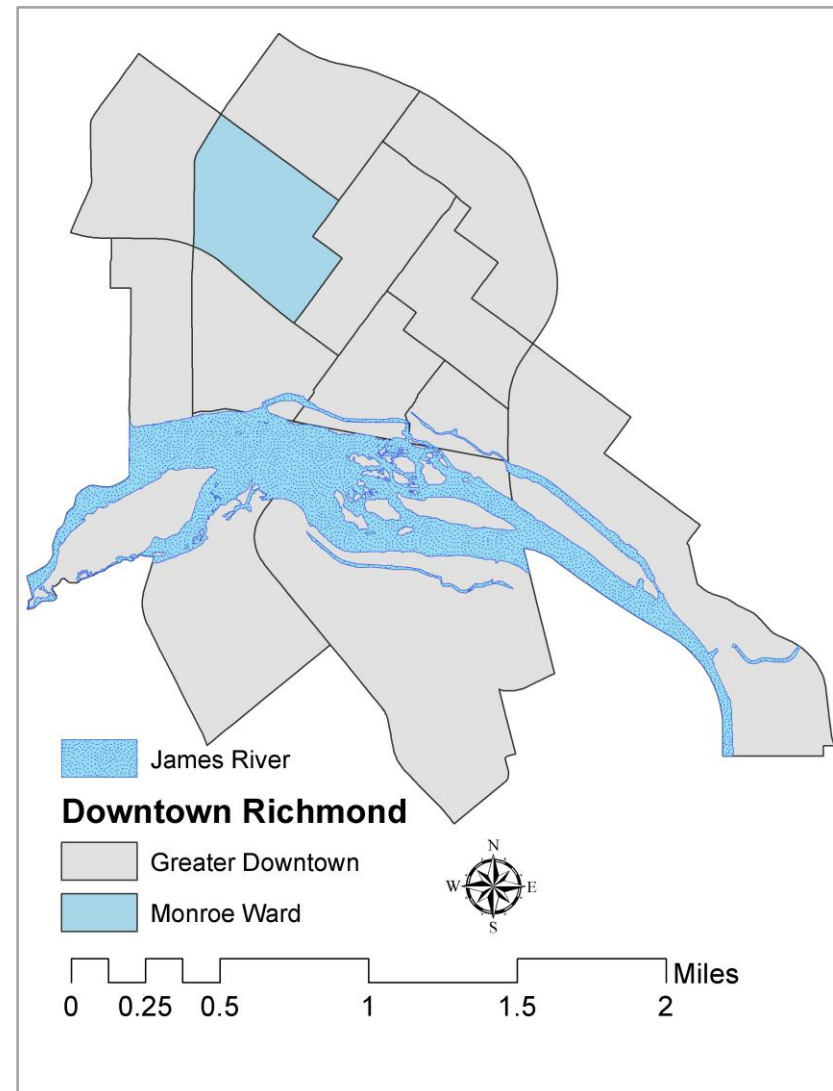 James River
Downtown Richmond
Greater Downtown
Monroe Ward
N
W E
S
Miles
0 0.25 0.5 1 1.5 2